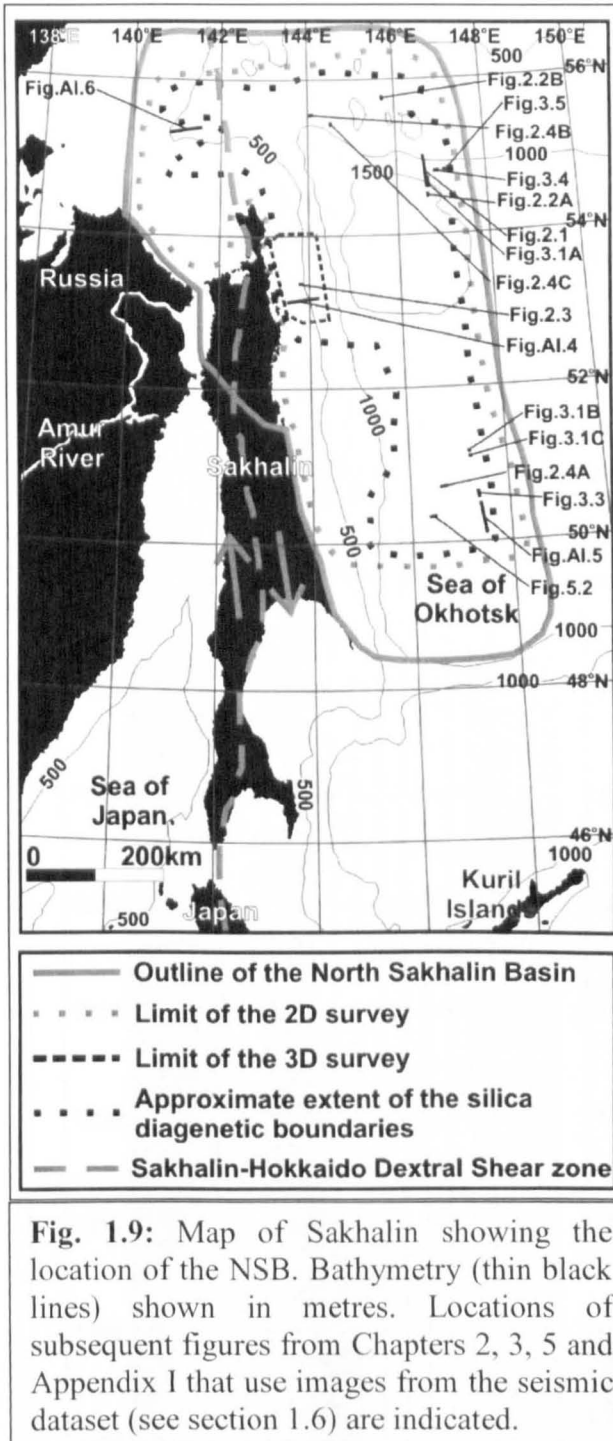 138°E 140°E 142°E 144°E 146°E 148°E 150°E
500
56°N
Fig.AI.6
Fig.2.2B
Fig.3.5
Fig.2.4B
500
1000
1500
Fig.3.4
Fig.2.2A
54°N
Fig.2.1
Fig.3.1A
Russia
Fig.2.4C
Fig.2.3
Fig.AI.4
52°N
1000
Amur
River
Fig.3.1B
Sakhalin
Fig.3.1C
Fig.2.4A
Fig.3.3
500
50°N
Fig.AI.5
Sea of
Okhotsk
Fig.5.2
1000
1000
48°N
500
Sea of
Japan
500
46°N
0 200km
1000
Kuril
Islands
500
Japan
Outline of the North Sakhalin Basin
Limit of the 2D survey
Limit of the 3D survey
Approximate extent of the silica
diagenetic boundaries
Sakhalin-Hokkaido Dextral Shear zone
Fig. 1.9: Map of Sakhalin showing the
location of the NSB. Bathymetry (thin black
lines) shown in metres. Locations of
subsequent figures from Chapters 2, 3, 5 and
Appendix I that use images from the seismic
dataset (see section 1.6) are indicated.